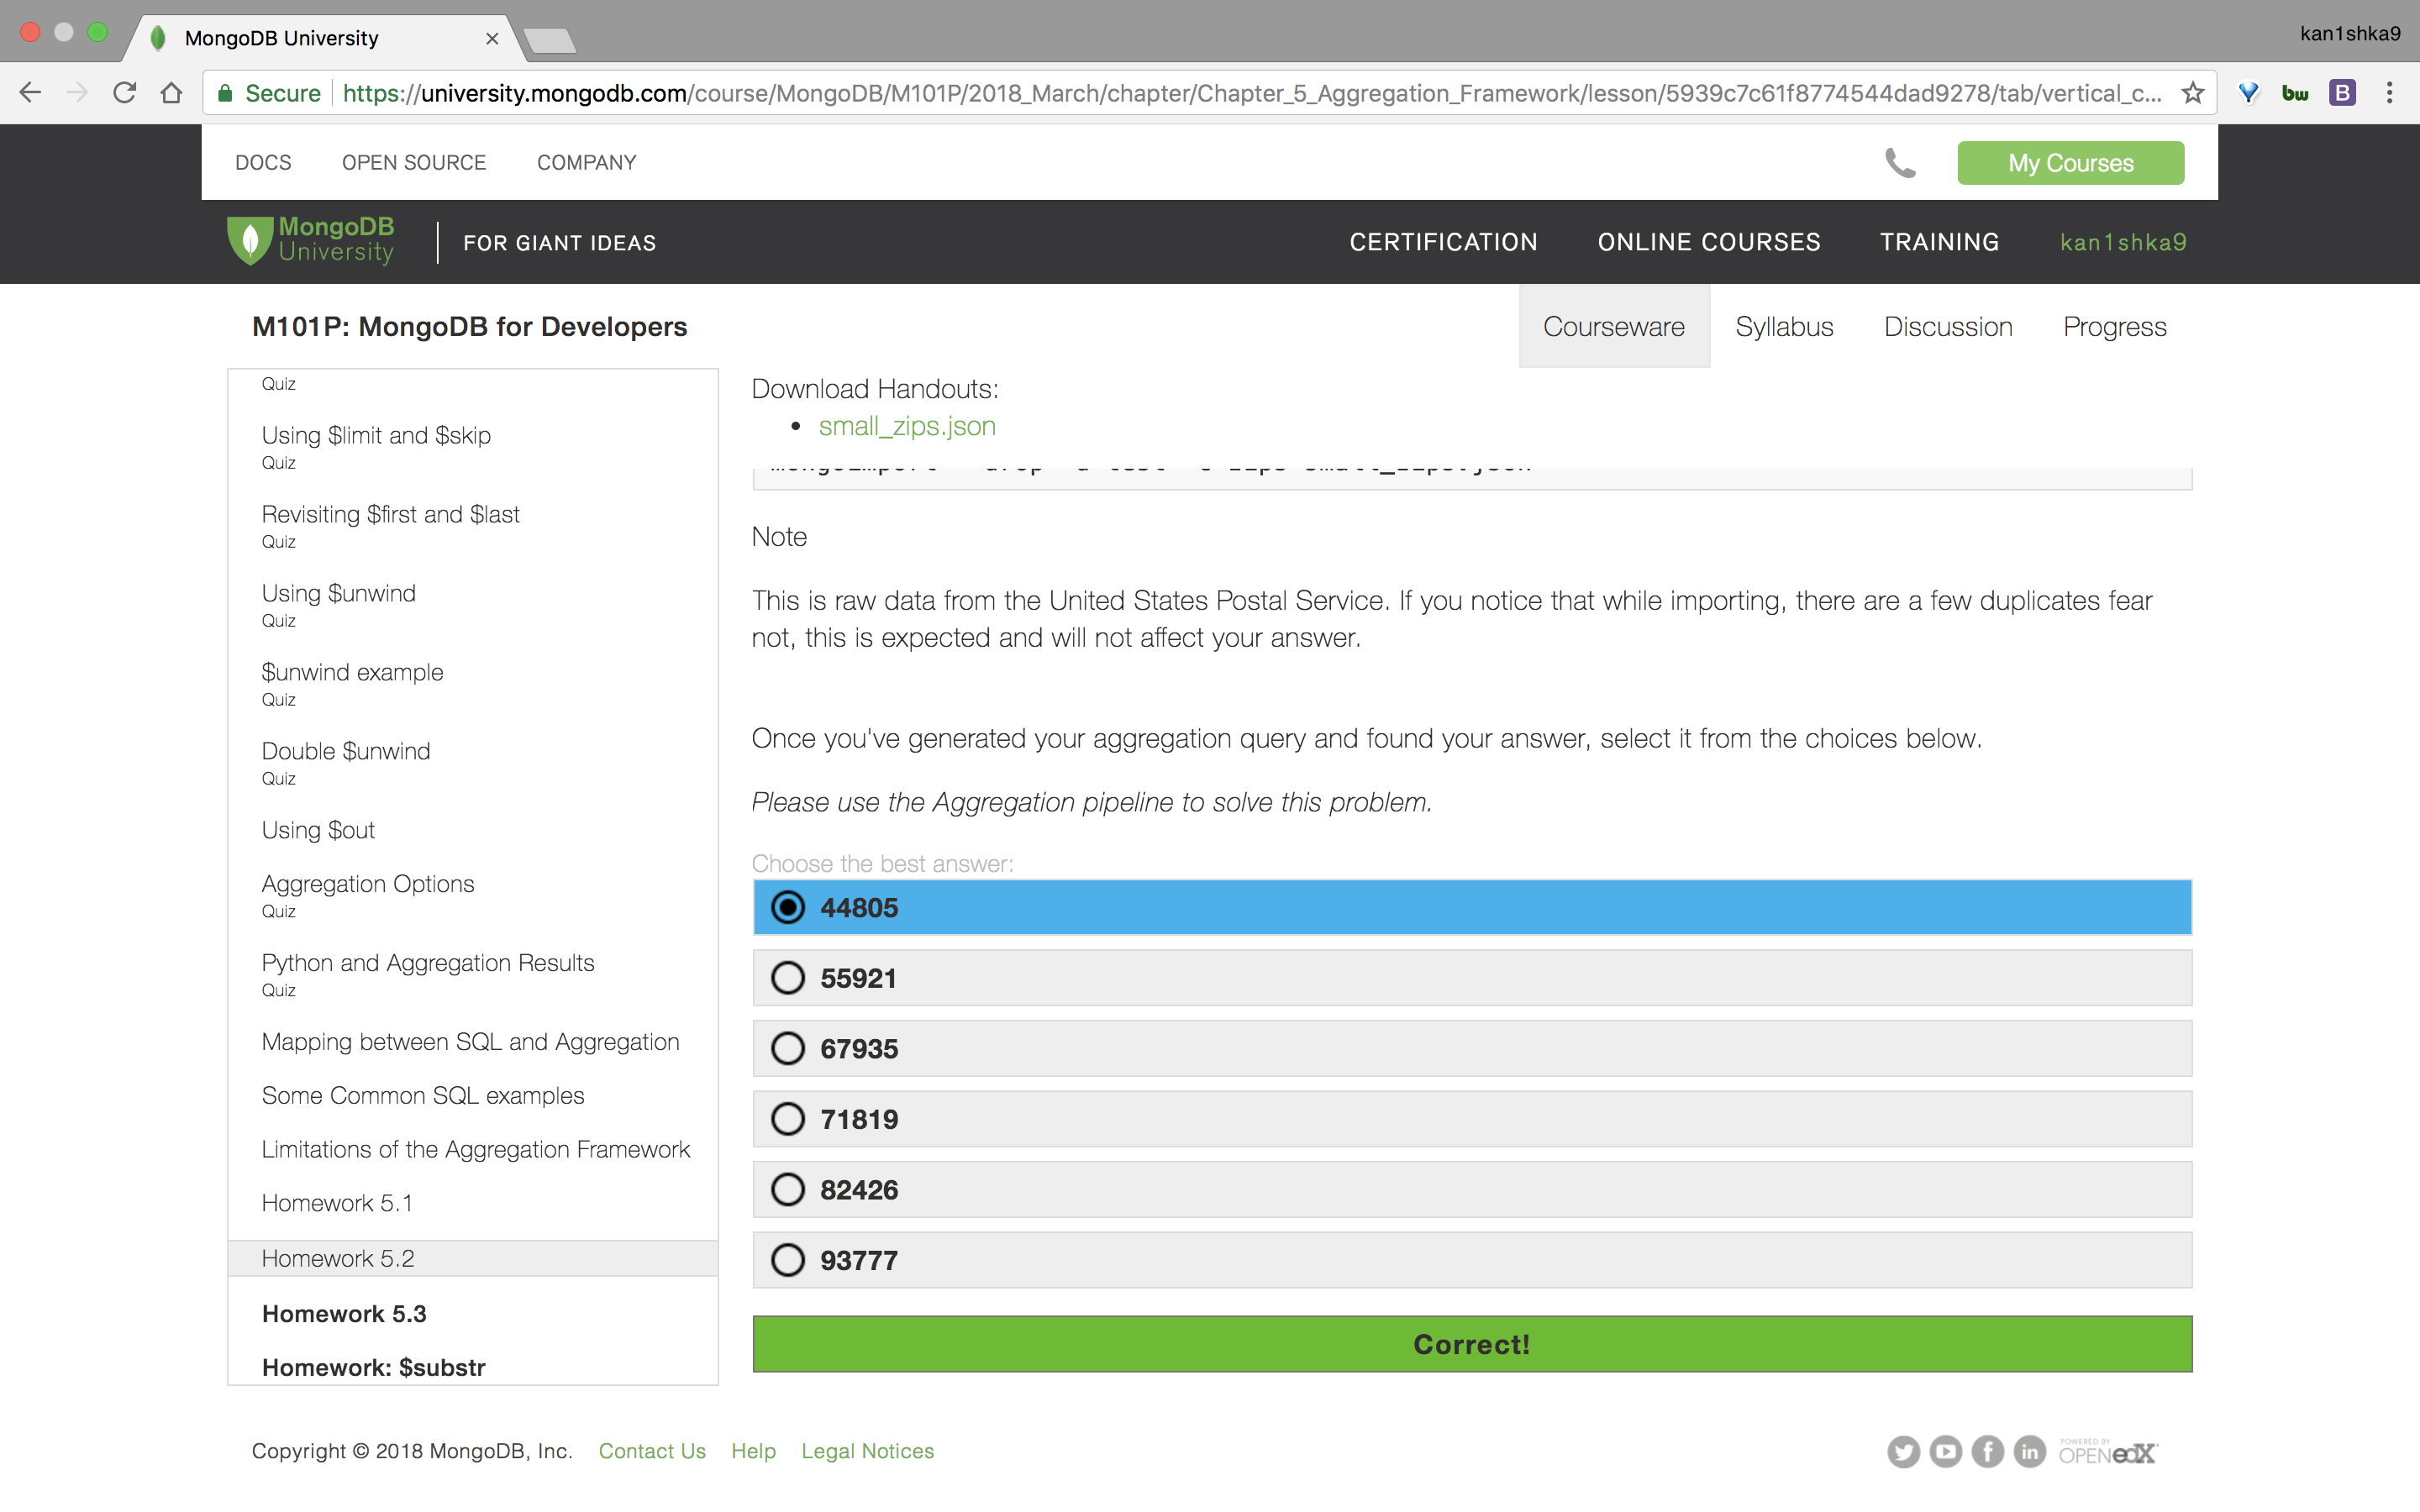 MongoDB University
kan1shka9
Secure https://university.mongodb.com/course/MongoDB/M101P/2018_March/chapter/Chapter_5_Aggregation_Framework/lesson/5939c7c61f8774544dad9278/tab/vertical_c...
bw
B
DOCS OPEN SOURCE COMPANY
My Courses
MongoDB
University
FOR GIANT IDEAS
CERTIFICATION ONLINE COURSES TRAINING kan1shka9
M101P: MongoDB for Developers
Courseware Syllabus Discussion Progress
Quiz
Using $limit and $skip
Quiz
Revisiting $first and $last
Quiz
Using $unwind
Quiz
$unwind example
Quiz
Double $unwind
Quiz
Using $out
Aggregation Options
Quiz
Python and Aggregation Results
Quiz
Mapping between SQL and Aggregation
Some Common SQL examples
Limitations of the Aggregation Framework
Homework 5.1
Homework 5.2
Homework 5.3
Homework: $substr
Download Handouts:
• small_zips.json
Note
This is raw data from the United States Postal Service. If you notice that while importing, there are a few duplicates fear
not, this is expected and will not affect your answer.
Once you've generated your aggregation query and found your answer, select it from the choices below.
Please use the Aggregation pipeline to solve this problem.
Choose the best answer:
44805
55921
67935
71819
82426
93777
Correct!
Copyright © 2018 MongoDB, Inc. Contact Us Help Legal Notices
POWERED BY
OPEN edX